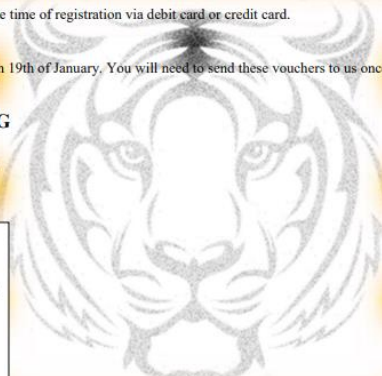 e time of registration via debit card or credit card.
19th of January. You will need to send these vouchers to us onc
G